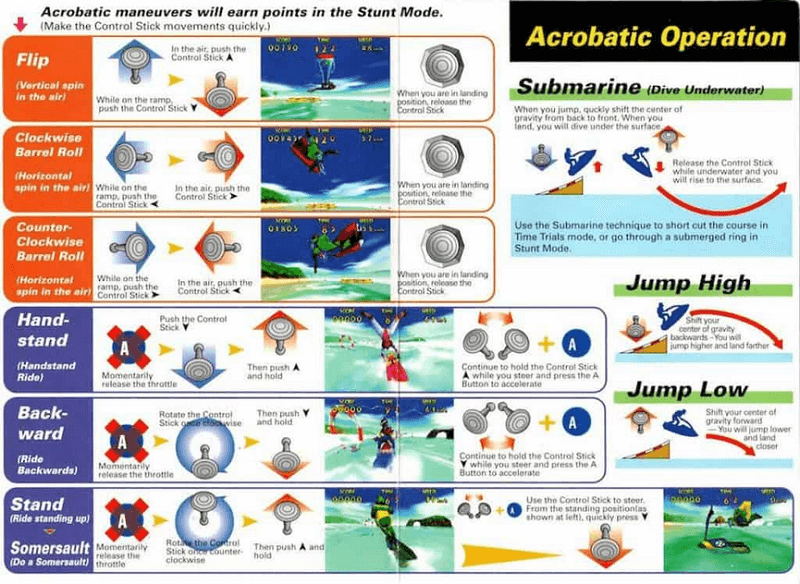 Acrobatic maneuvers will earn points in the Stunt Mode.
(Make the Control Stick movements quickly.)
Flip
(Vertical spin
in the air)
While on the ramp,
push the Control Stick ▼
In the air, push the
Control Stick ▲
When you are in landing
position, release the
Control Stick
Clockwise
Barrel Roll
(Horizontal
spin in the air)
While on the
ramp, push the
Control Stick ◀
In the air, push the
Control Stick ▶
When you are in landing
position, release the
Control Stick
Counter-
Clockwise
Barrel Roll
(Horizontal
spin in the air)
While on the
ramp, push the
Control Stick ▶
In the air, push the
Control Stick ◀
When you are in landing
position, release the
Control Stick
Hand-
stand
(Handstand
Ride)
A
Momentarily
release the throttle
Push the Control
Stick ▼
Then push ▲
and hold
+ A
Continue to hold the Control Stick
▲ while you steer and press the A
Button to accelerate
Back-
ward
(Ride
Backwards)
A
Momentarily
release the throttle
Rotate the Control
Stick once clockwise
Then push ▼
and hold
+ A
Continue to hold the Control Stick
▼ while you steer and press the A
Button to accelerate
Stand
(Ride standing up)
Somersault
(Do a Somersault)
A
Momentarily
release the
throttle
Rotate the Control
Stick once counter-
clockwise
Then push ▲ and
hold
+ A
Use the Control Stick to steer.
From the standing position(as
shown at left), quickly press ▼
Acrobatic Operation
Submarine (Dive Underwater)
When you jump, quckly shift the center of
gravity from back to front. When you
land, you will dive under the surface
Release the Control Stick
while underwater and you
will rise to the surface.
Use the Submarine technique to short cut the course in
Time Trials mode, or go through a submerged ring in
Stunt Mode.
Jump High
Shift your
center of gravity
backwards –You will
jump higher and land farther
Jump Low
Shift your center of
gravity forward
— You will jump lower
and land
closer